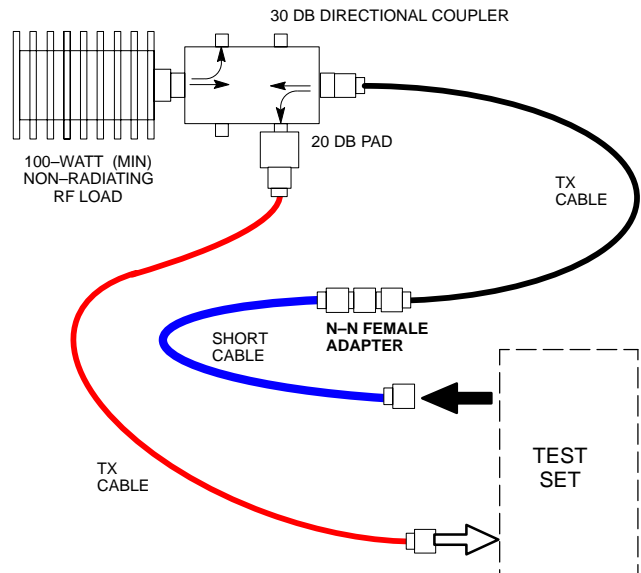 30 DB DIRECTIONAL COUPLER
20 DB PAD
100–WATT (MIN)
NON–RADIATING
RF LOAD
TX
CABLE
N–N FEMALE
ADAPTER
SHORT
CABLE
TEST
SET
TX
CABLE